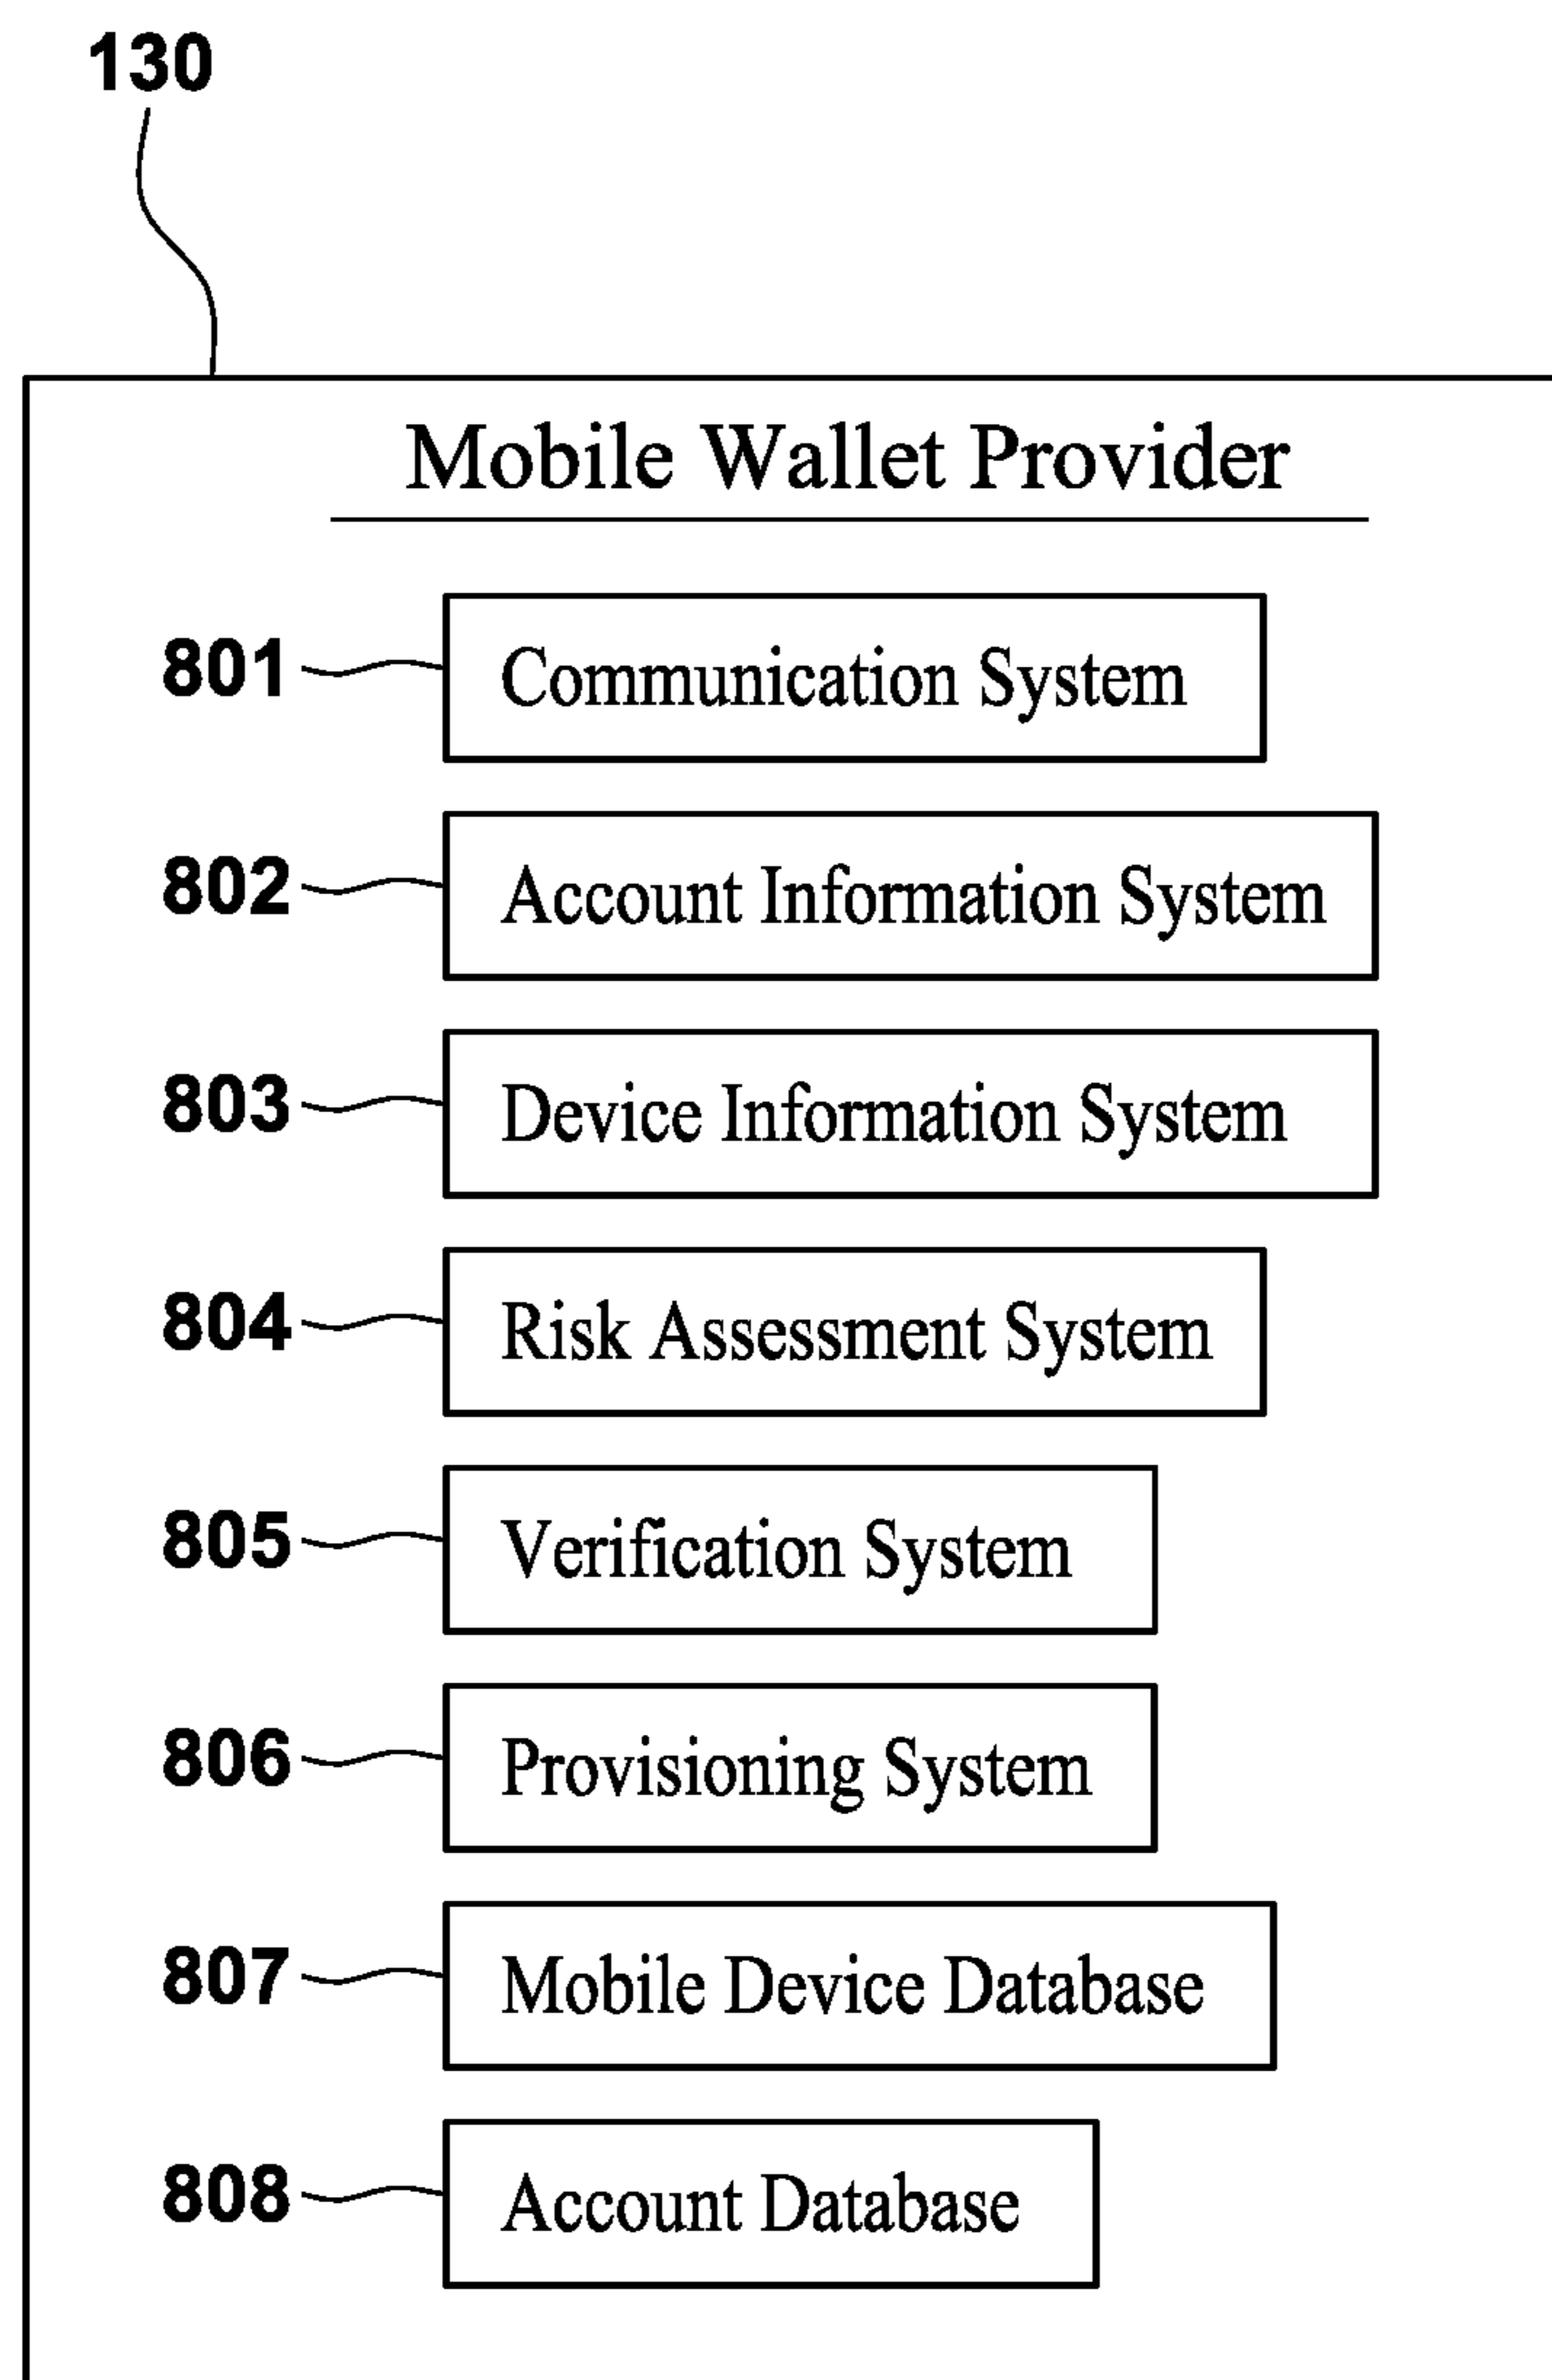 130
Mobile Wallet Provider
801 Communication System
802 Account Information System
803 Device Information System
804 Risk Assessment System
805 Verification System
806 Provisioning System
807 Mobile Device Database
808 Account Database